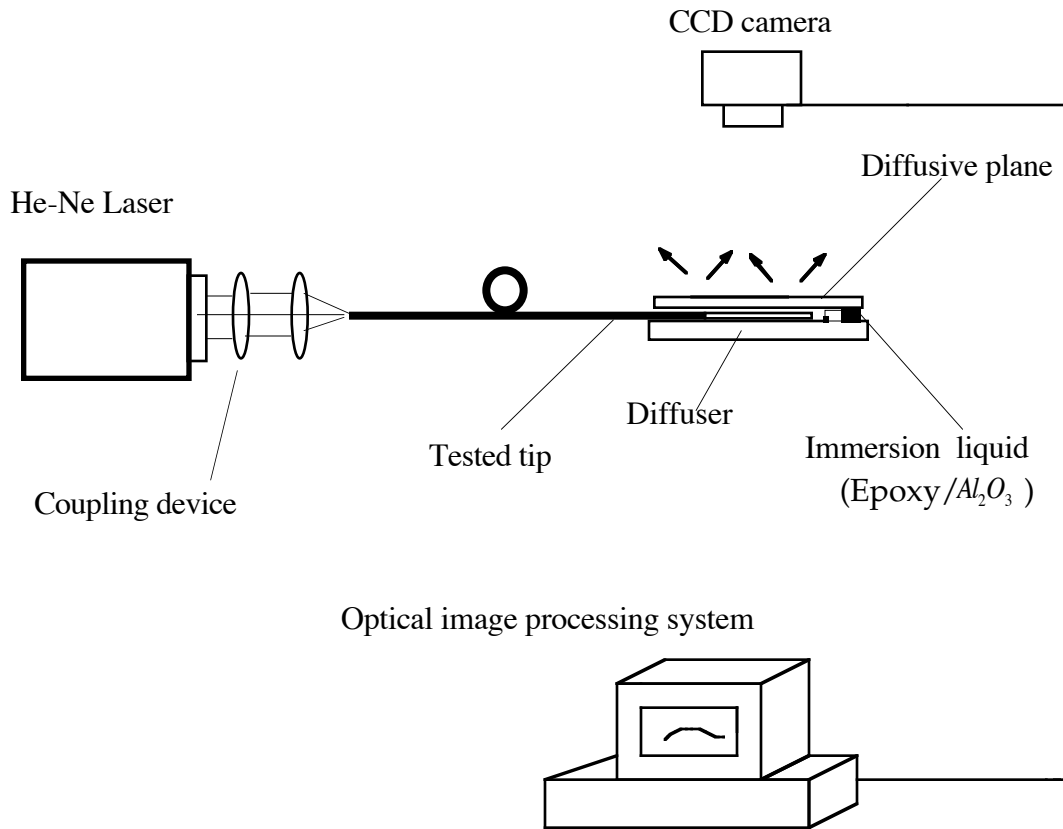 CCD camera
Diffusive plane
He-Ne Laser
Diffuser
Tested tip
Immersion liquid
(Epoxy/Al₂O₃ )
Coupling device
Optical image processing system